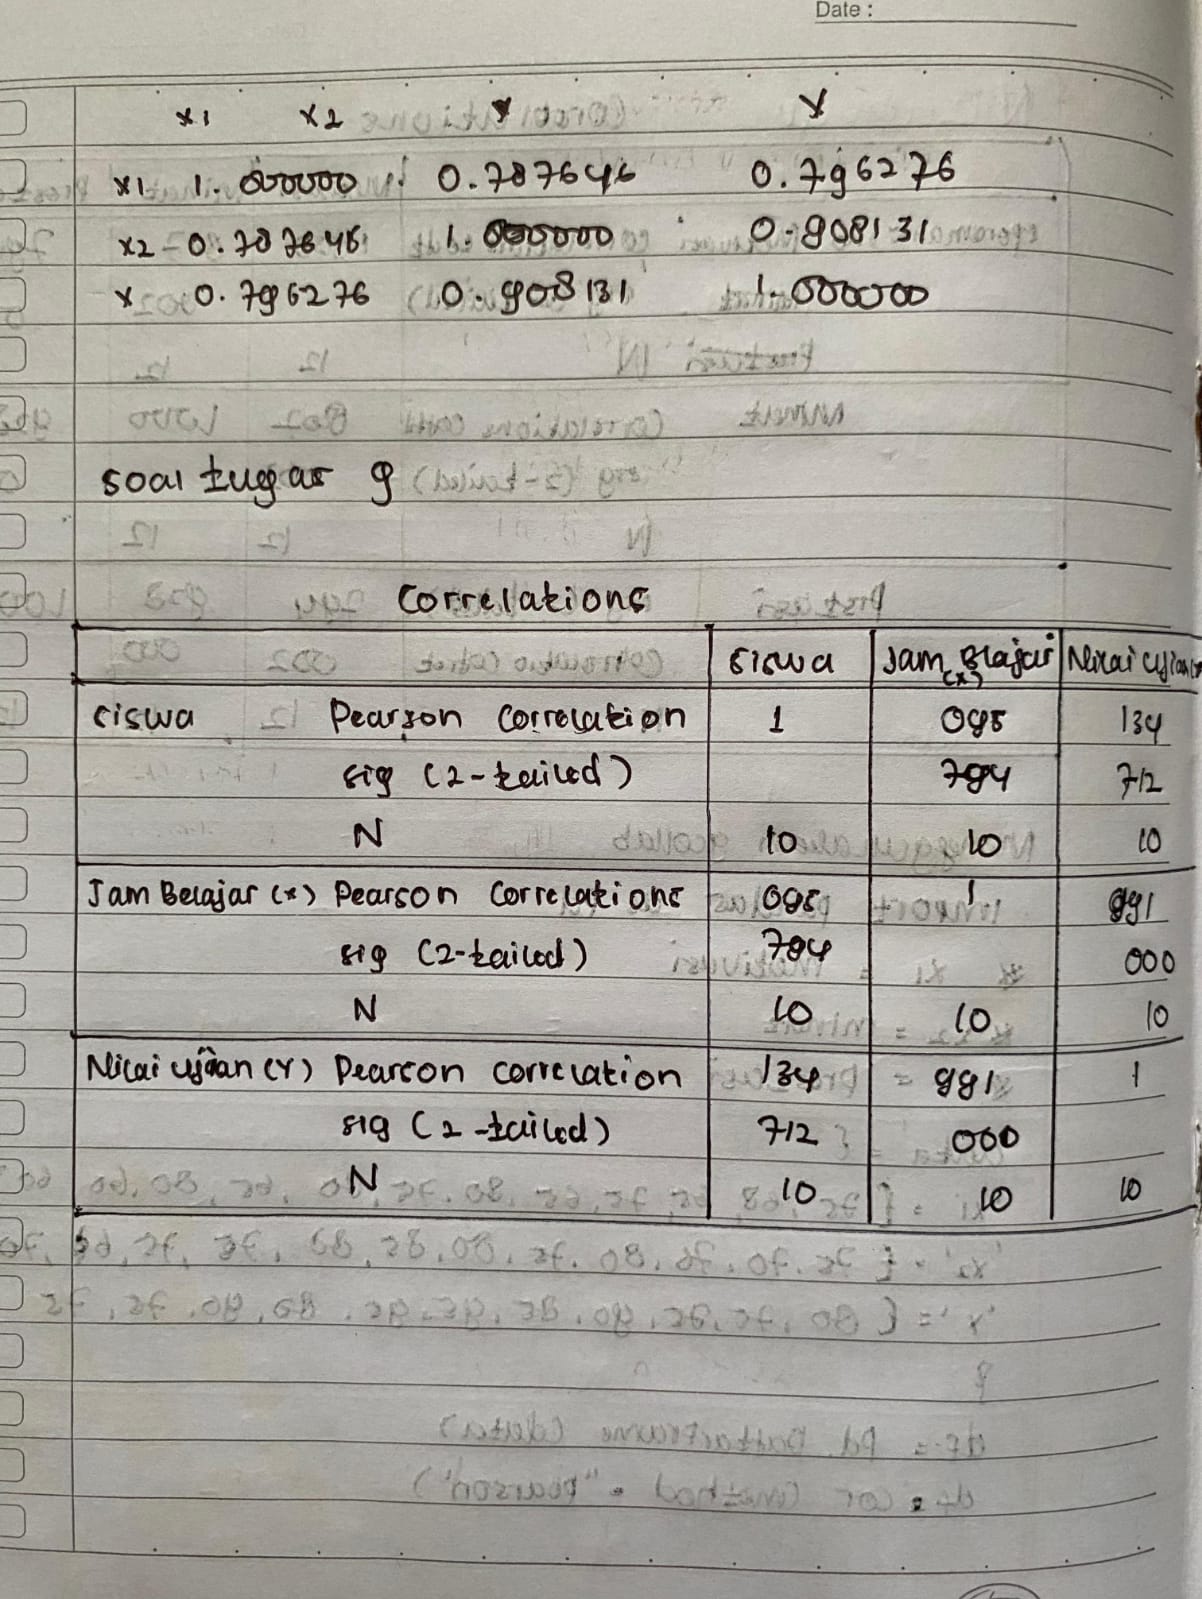 Date :
x1 x2 x Y
x1 1.000000 0.787646 0.796276
x2 0.787646 1.000000 0.908131
x 0.796276 0.908131 1.000000
soal tugas 9
Correlations
siswa Jam Blajar (x) Nilai Ujian
siswa Pearson Correlation 1 095 134
sig (2-tailed) 794 712
N 10 10 10
Jam Belajar (x) Pearson Correlations 095 1 991
sig (2-tailed) 794 000
N 10 10 10
Nilai ujian (Y) Pearson correlation 134 991 1
sig (2-tailed) 712 000
N 10 10 10